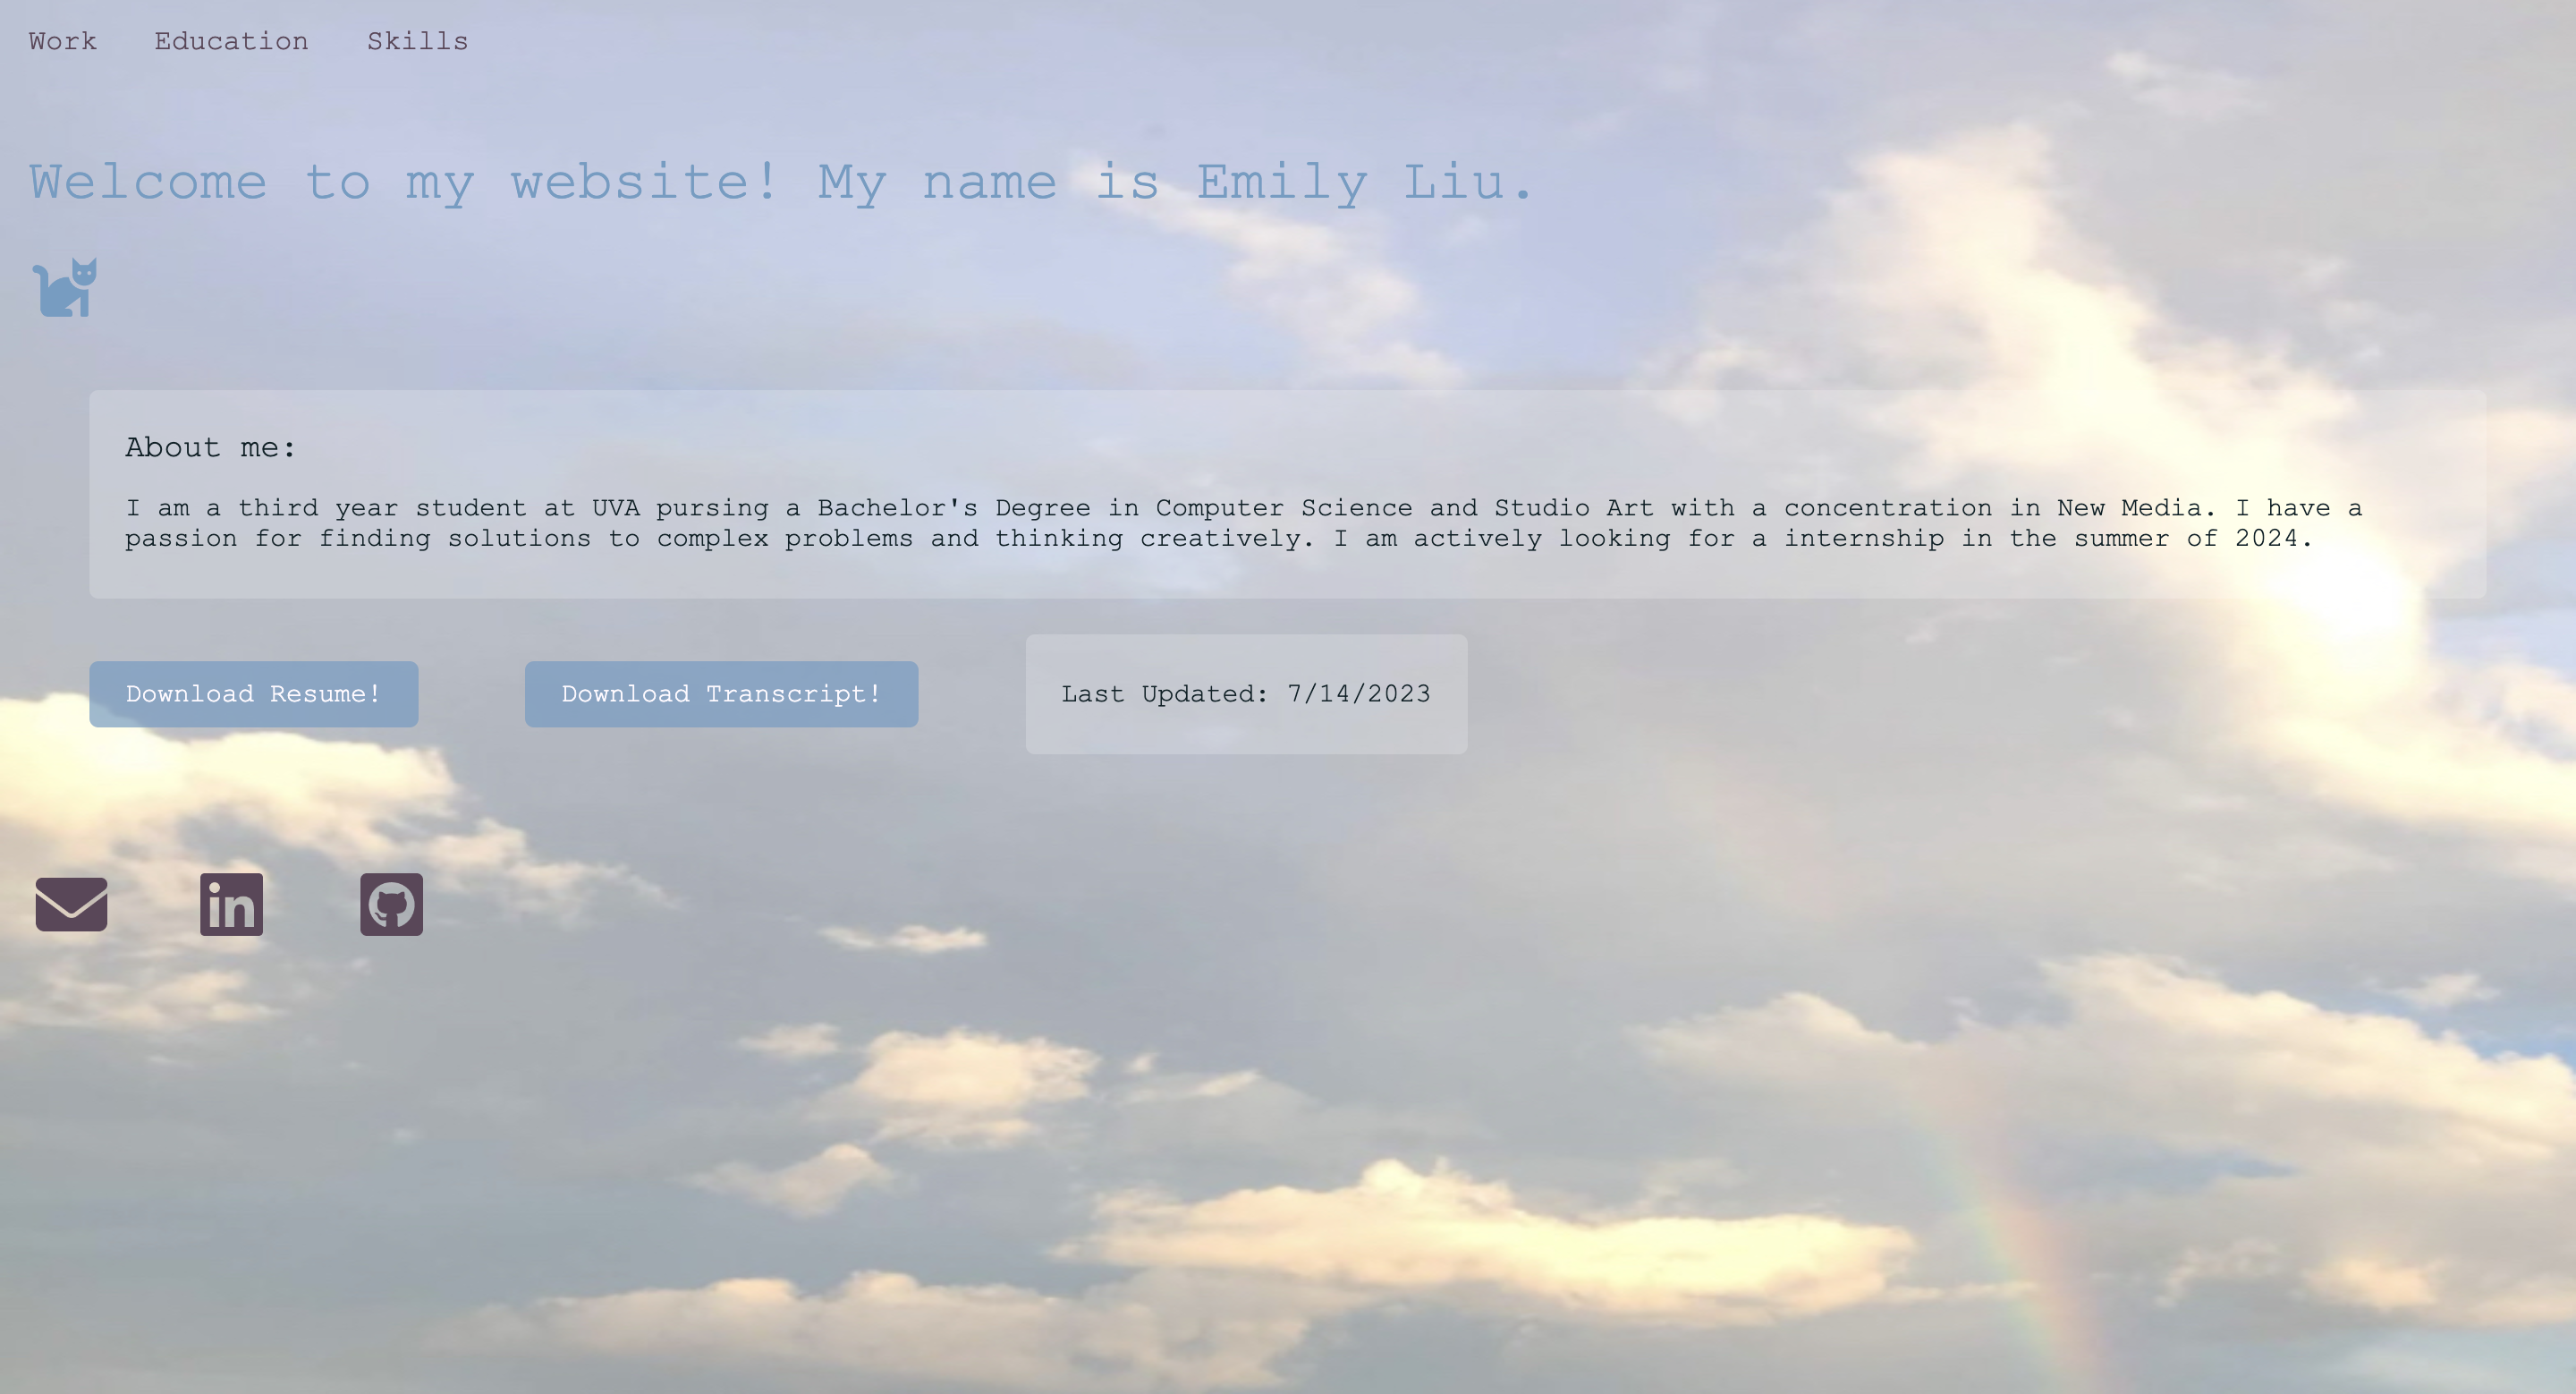 Work Education Skills
Welcome to my website! My name is Emily Liu.
About me:
I am a third year student at UVA pursing a Bachelor's Degree in Computer Science and Studio Art with a concentration in New Media. I have a
passion for finding solutions to complex problems and thinking creatively. I am actively looking for a internship in the summer of 2024.
Download Resume! Download Transcript! Last Updated: 7/14/2023
in